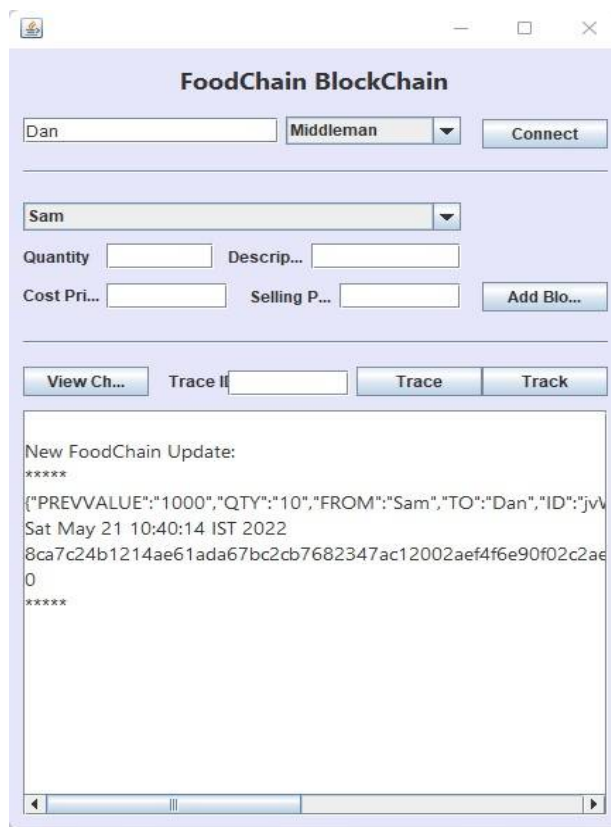 FoodChain BlockChain
Dan Middleman Connect
Sam
Quantity Descrip...
Cost Pri... Selling P... Add Blo...
View Ch... Trace ID Trace Track
New FoodChain Update:
*****
{"PREVVALUE":"1000","QTY":"10","FROM":"Sam","TO":"Dan","ID":"jv
Sat May 21 10:40:14 IST 2022
8ca7c24b1214ae61ada67bc2cb7682347ac12002aef4f6e90f02c2ae
0
*****